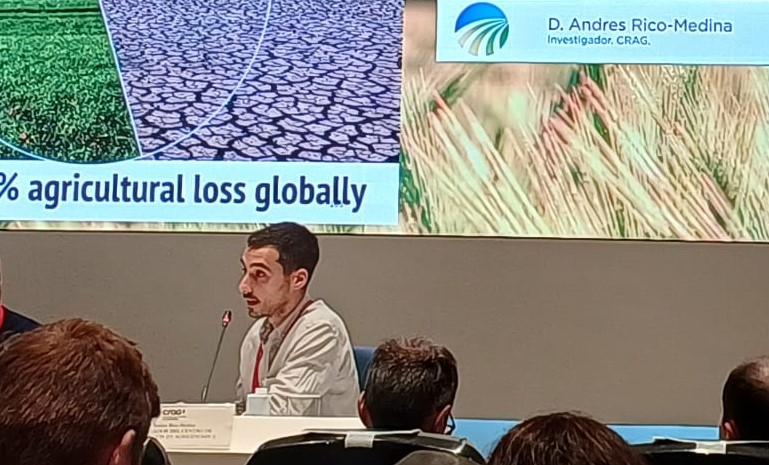 D. Andres Rico-Medina
Investigador. CRAG.
% agricultural loss globally
CRAG